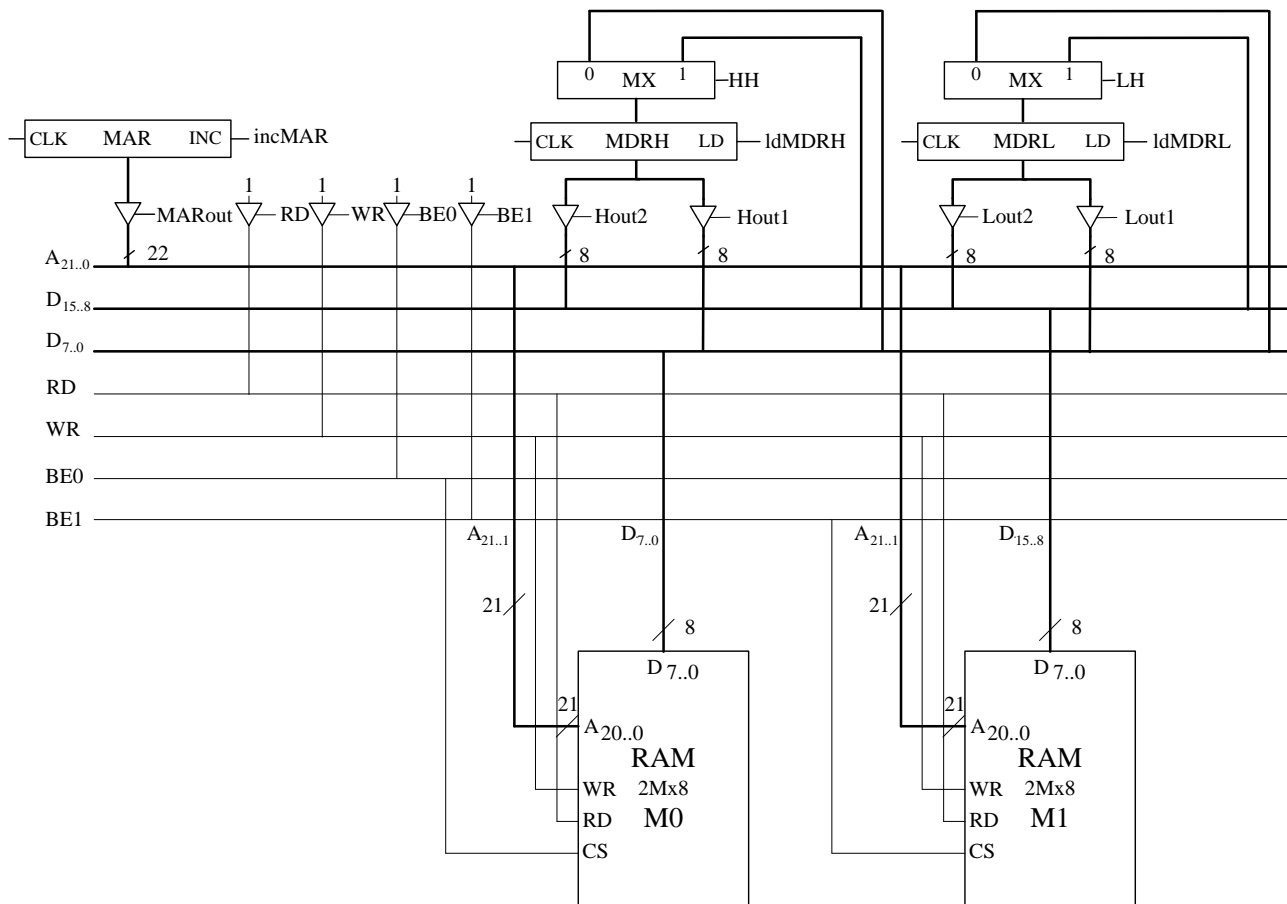 0 MX 1 HH
0 MX 1 LH
CLK MAR INC incMAR
CLK MDRH LD ldMDRH
CLK MDRL LD ldMDRL
1 1 1 1
MARout RD WR BE0 BE1
Hout2 Hout1
Lout2 Lout1
22 8 8 8 8
A21..0
D15..8
D7..0
RD
WR
BE0
BE1
A21..1 D7..0 A21..1 D15..8
21 8 21 8
D7..0 D7..0
21 21
A20..0 A20..0
RAM RAM
WR 2Mx8 WR 2Mx8
RD M0 RD M1
CS CS